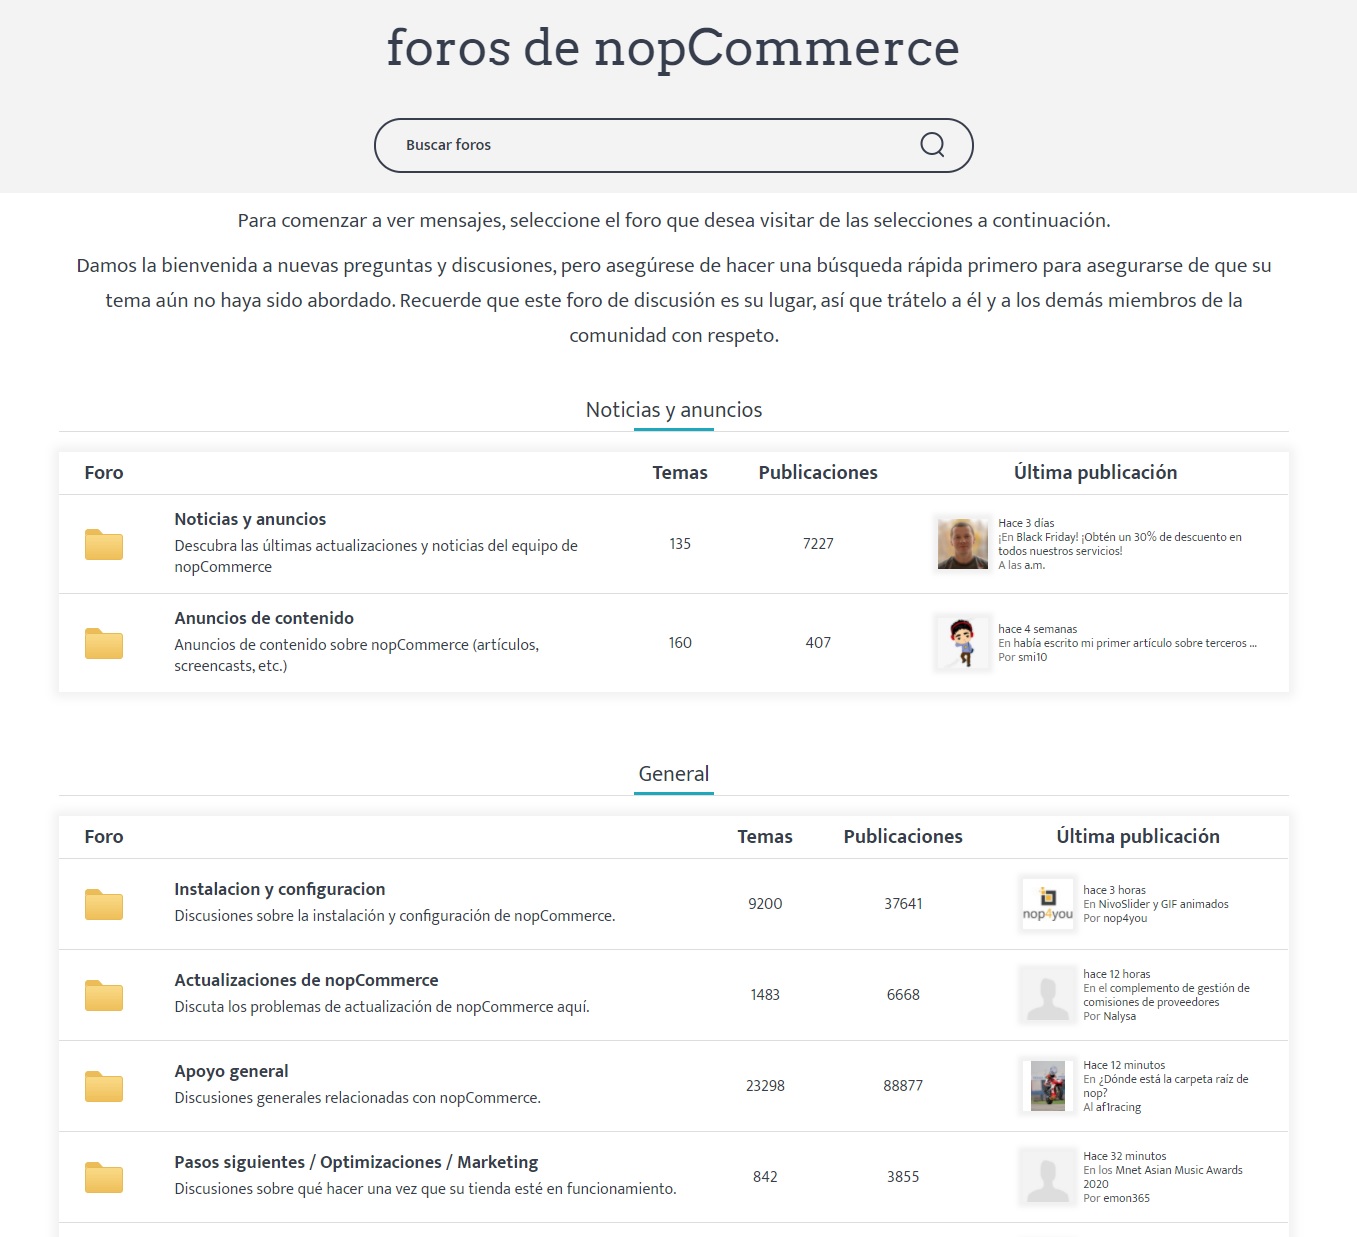 foros de nopCommerce
Buscar foros
Para comenzar a ver mensajes, seleccione el foro que desea visitar de las selecciones a continuación.
Damos la bienvenida a nuevas preguntas y discusiones, pero asegúrese de hacer una búsqueda rápida primero para asegurarse de que su
tema aún no haya sido abordado. Recuerde que este foro de discusión es su lugar, así que trátelo a él y a los demás miembros de la
comunidad con respeto.
Noticias y anuncios
Foro Temas Publicaciones Última publicación
Noticias y anuncios
Descubra las últimas actualizaciones y noticias del equipo de
nopCommerce
135 7227
Hace 3 días
¡En Black Friday! ¡Obtén un 30% de descuento en
todos nuestros servicios!
A las a.m.
Anuncios de contenido
Anuncios de contenido sobre nopCommerce (artículos,
screencasts, etc.)
160 407
hace 4 semanas
En había escrito mi primer artículo sobre terceros ...
Por smi10
General
Foro Temas Publicaciones Última publicación
Instalacion y configuracion
Discusiones sobre la instalación y configuración de nopCommerce.
9200 37641
nop4you
hace 3 horas
En NivoSlider y GIF animados
Por nop4you
Actualizaciones de nopCommerce
Discuta los problemas de actualización de nopCommerce aquí.
1483 6668
hace 12 horas
En el complemento de gestión de
comisiones de proveedores
Por Nalysa
Apoyo general
Discusiones generales relacionadas con nopCommerce.
23298 88877
Hace 12 minutos
En ¿Dónde está la carpeta raíz de
nop?
Al af1racing
Pasos siguientes / Optimizaciones / Marketing
Discusiones sobre qué hacer una vez que su tienda esté en funcionamiento.
842 3855
Hace 32 minutos
En los Mnet Asian Music Awards
2020
Por emon365